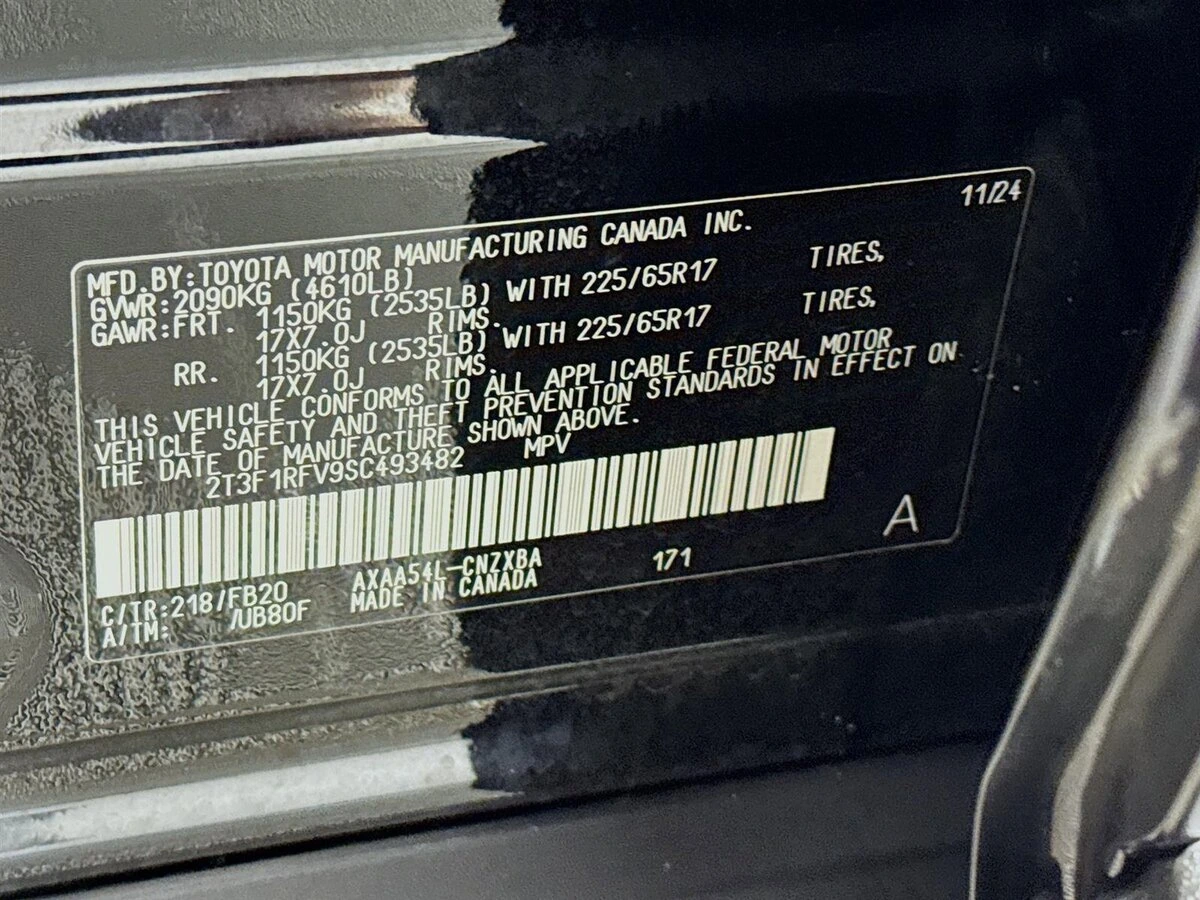 11/24
MFD.BY:TOYOTA MOTOR MANUFACTURING CANADA INC.
GVWR:2090KG (4610LB)
GAWR:FRT. 1150KG (2535LB) WITH 225/65R17 TIRES,
17X7.0J RIMS.
RR. 1150KG (2535LB) WITH 225/65R17 TIRES,
17X7.0J RIMS.
THIS VEHICLE CONFORMS TO ALL APPLICABLE FEDERAL MOTOR
VEHICLE SAFETY AND THEFT PREVENTION STANDARDS IN EFFECT ON
THE DATE OF MANUFACTURE SHOWN ABOVE.
2T3F1RFV9SC493482 MPV
A
C/TR:218/FB20 AXAA54L-CNZXBA 171
A/TM: /UB80F MADE IN CANADA